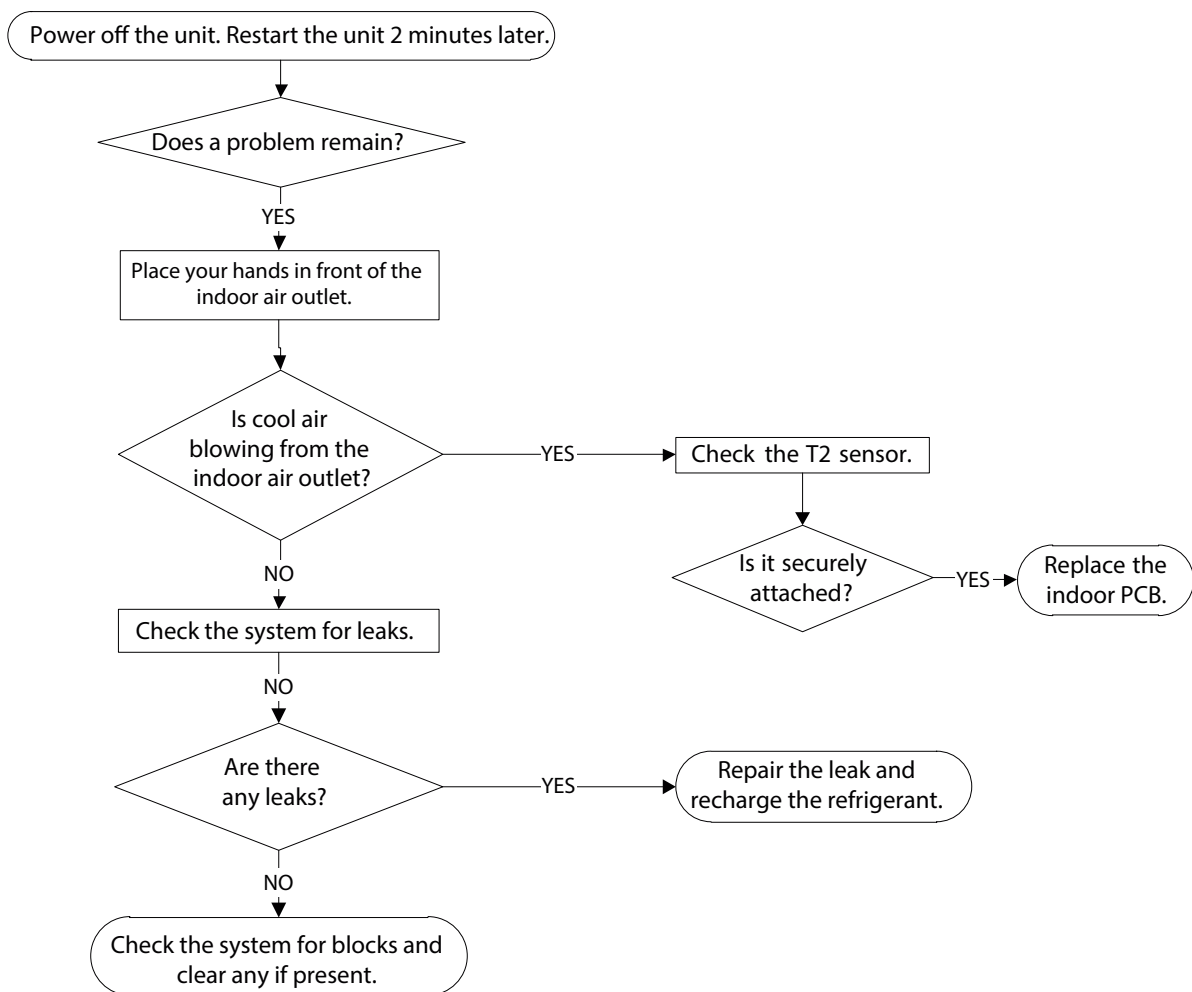 Power off the unit. Restart the unit 2 minutes later.
Does a problem remain?
YES
Place your hands in front of the
indoor air outlet.
Is cool air
blowing from the
indoor air outlet?
YES
Check the T2 sensor.
Is it securely
attached?
YES
Replace the
indoor PCB.
NO
Check the system for leaks.
NO
Are there
any leaks?
YES
Repair the leak and
recharge the refrigerant.
NO
Check the system for blocks and
clear any if present.